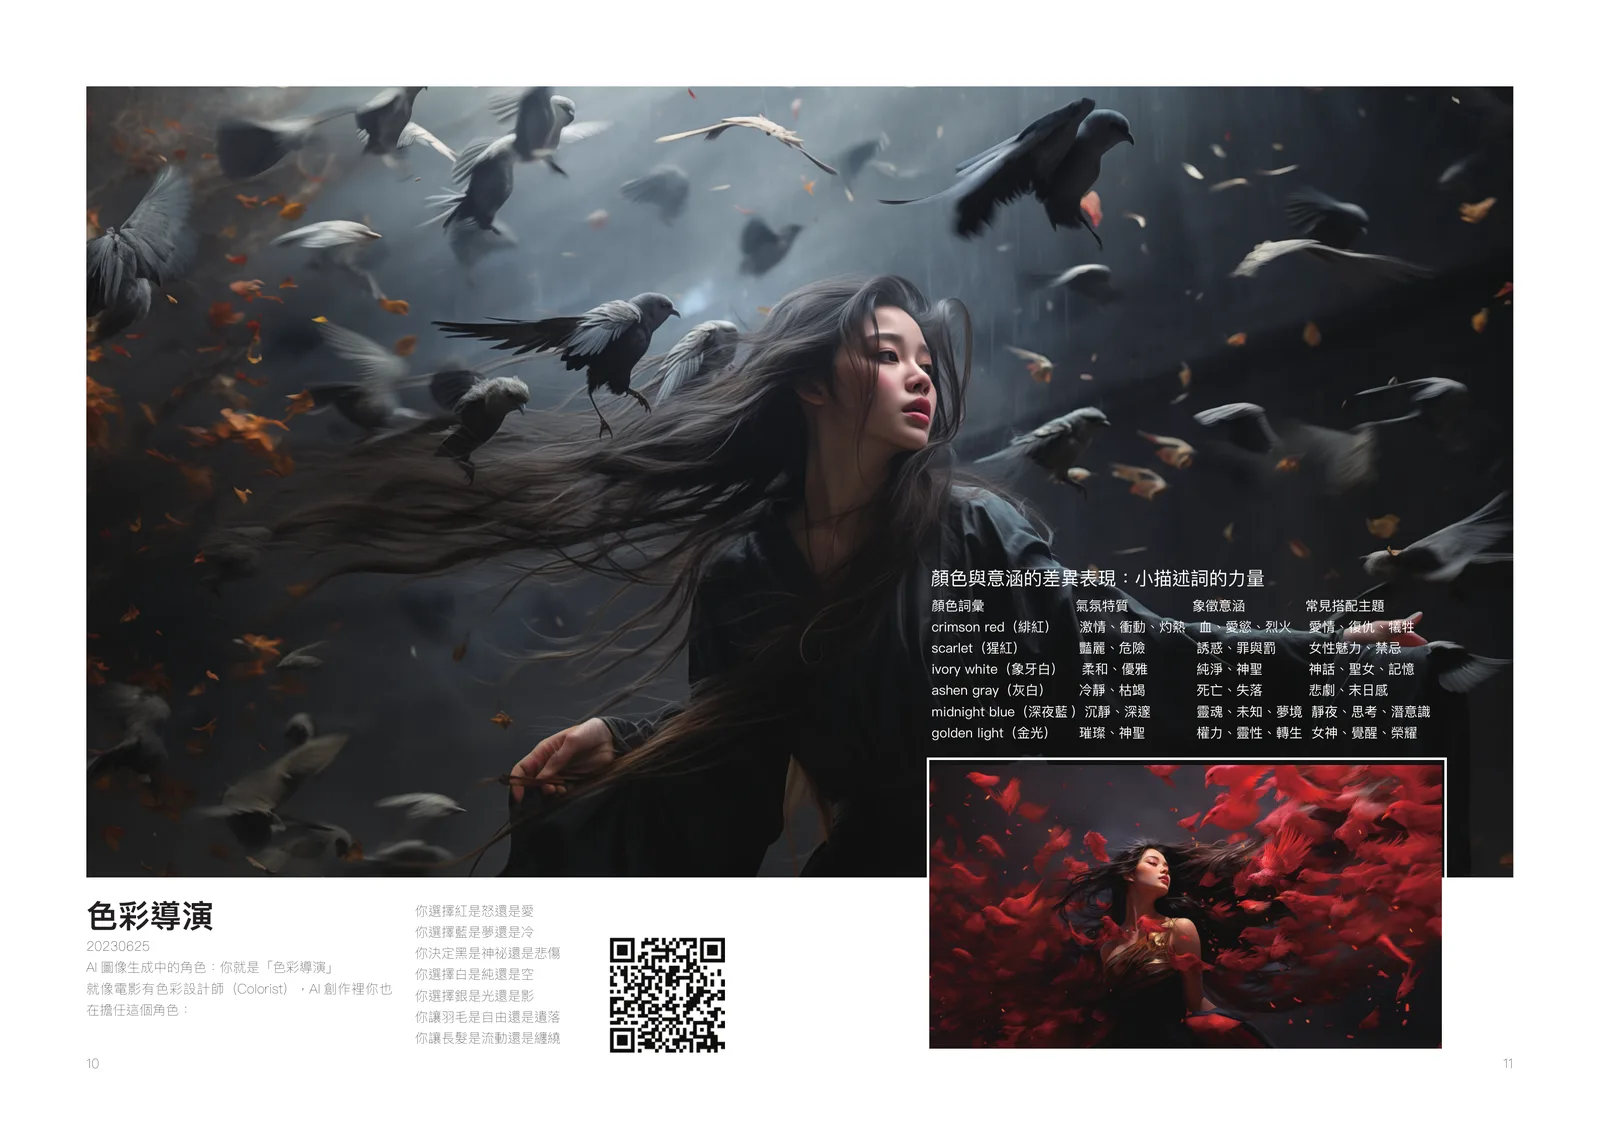 顏色與意涵的差異表現：小描述詞的力量
顏色詞彙 氣氛特質 象徵意涵 常見搭配主題
crimson red（緋紅） 激情、衝動、灼熱 血、愛慾、烈火 愛情、復仇、犧牲
scarlet（猩紅） 豔麗、危險 誘惑、罪與罰 女性魅力、禁忌
ivory white（象牙白） 柔和、優雅 純淨、神聖 神話、聖女、記憶
ashen gray（灰白） 冷靜、枯竭 死亡、失落 悲劇、末日感
midnight blue（深夜藍） 沉靜、深邃 靈魂、未知、夢境 靜夜、思考、潛意識
golden light（金光） 璀璨、神聖 權力、靈性、轉生 女神、覺醒、榮耀
色彩導演
20230625
AI 圖像生成中的角色：你就是「色彩導演」
就像電影有色彩設計師（Colorist），AI 創作裡你也
在擔任這個角色：
你選擇紅是怒還是愛
你選擇藍是夢還是冷
你決定黑是神祕還是悲傷
你選擇白是純還是空
你選擇銀是光還是影
你讓羽毛是自由還是遺落
你讓長髮是流動還是纏繞
10
11